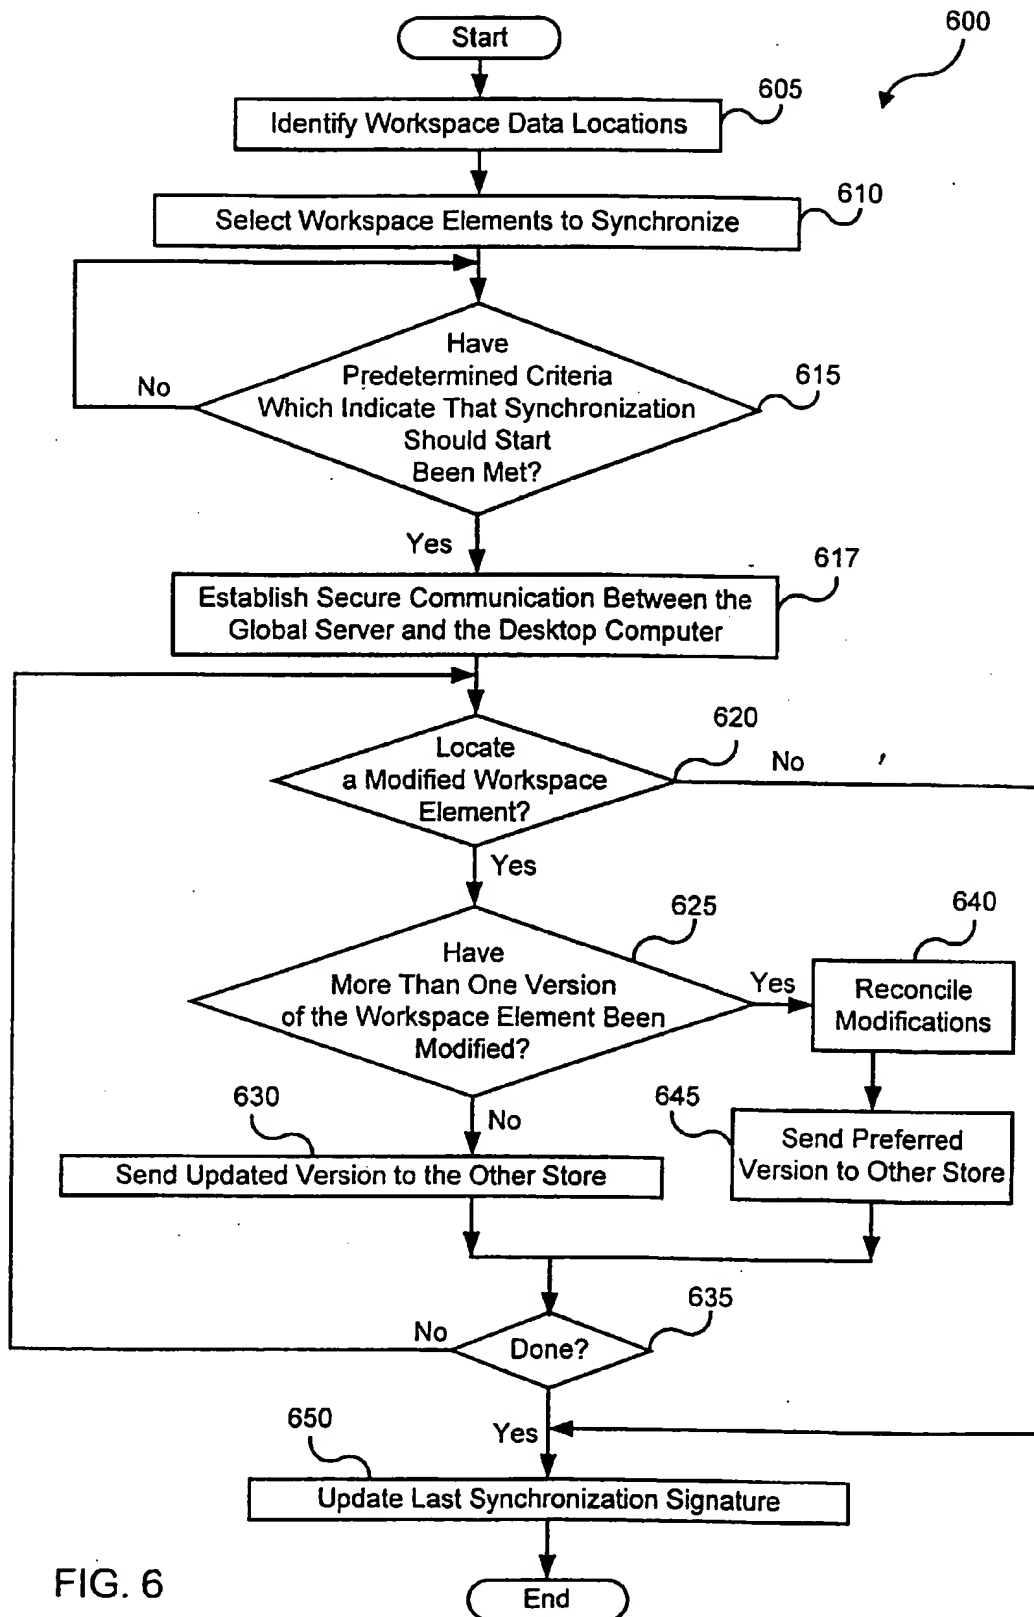 600
Start
605
Identify Workspace Data Locations
610
Select Workspace Elements to Synchronize
Have
Predetermined Criteria
Which Indicate That Synchronization
Should Start
Been Met?
615
No
Yes
617
Establish Secure Communication Between the
Global Server and the Desktop Computer
620
Locate
a Modified Workspace
Element?
No
Yes
625
Have
More Than One Version
of the Workspace Element Been
Modified?
Yes
640
Reconcile
Modifications
No
630
Send Updated Version to the Other Store
645
Send Preferred
Version to Other Store
635
Done?
No
Yes
650
Update Last Synchronization Signature
End
FIG. 6